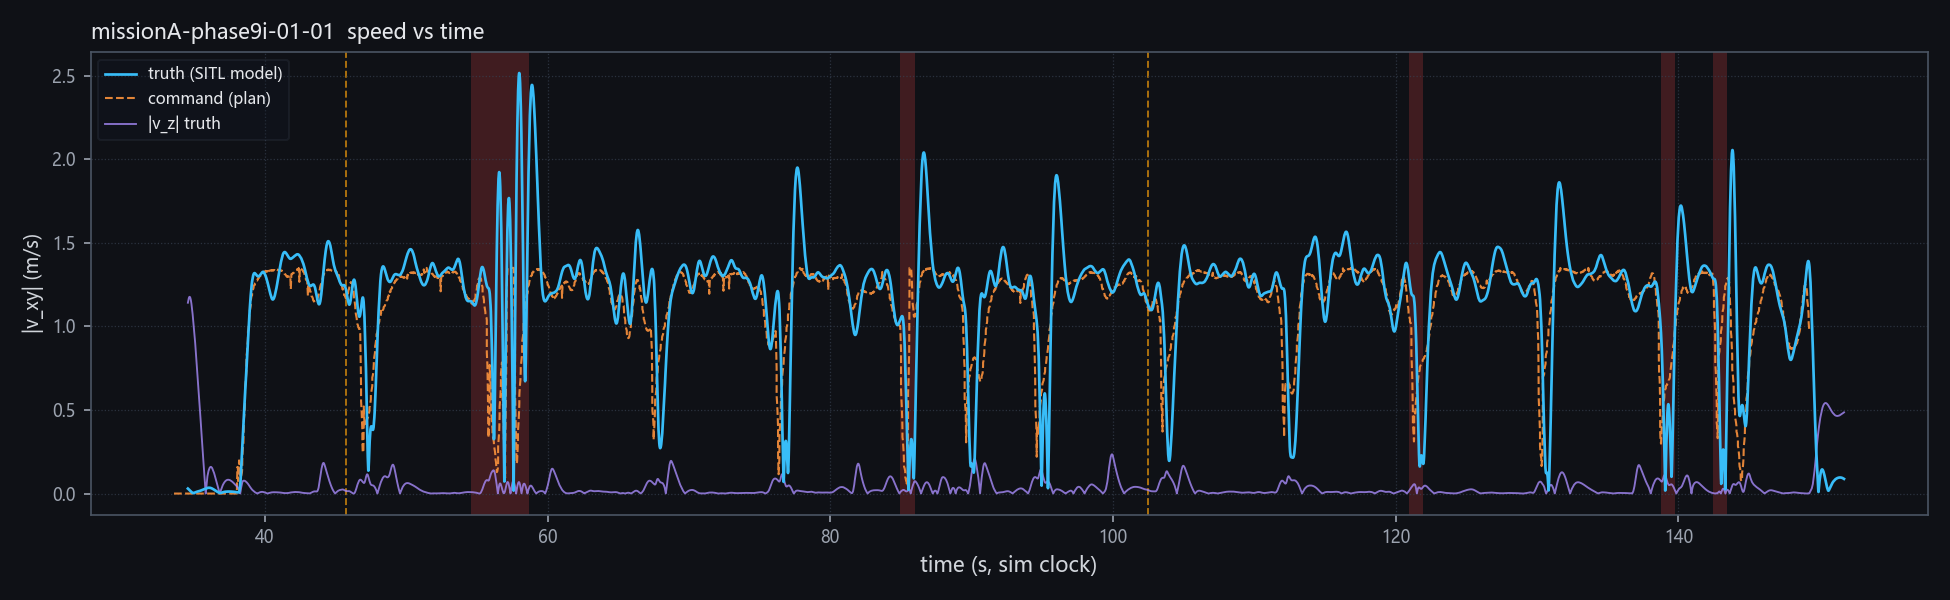 missionA-phase9i-01-01  speed vs time
truth (SITL model)
command (plan)
|v_z| truth
|v_xy| (m/s)
2.5
2.0
1.5
1.0
0.5
0.0
40
60
80
100
120
140
time (s, sim clock)